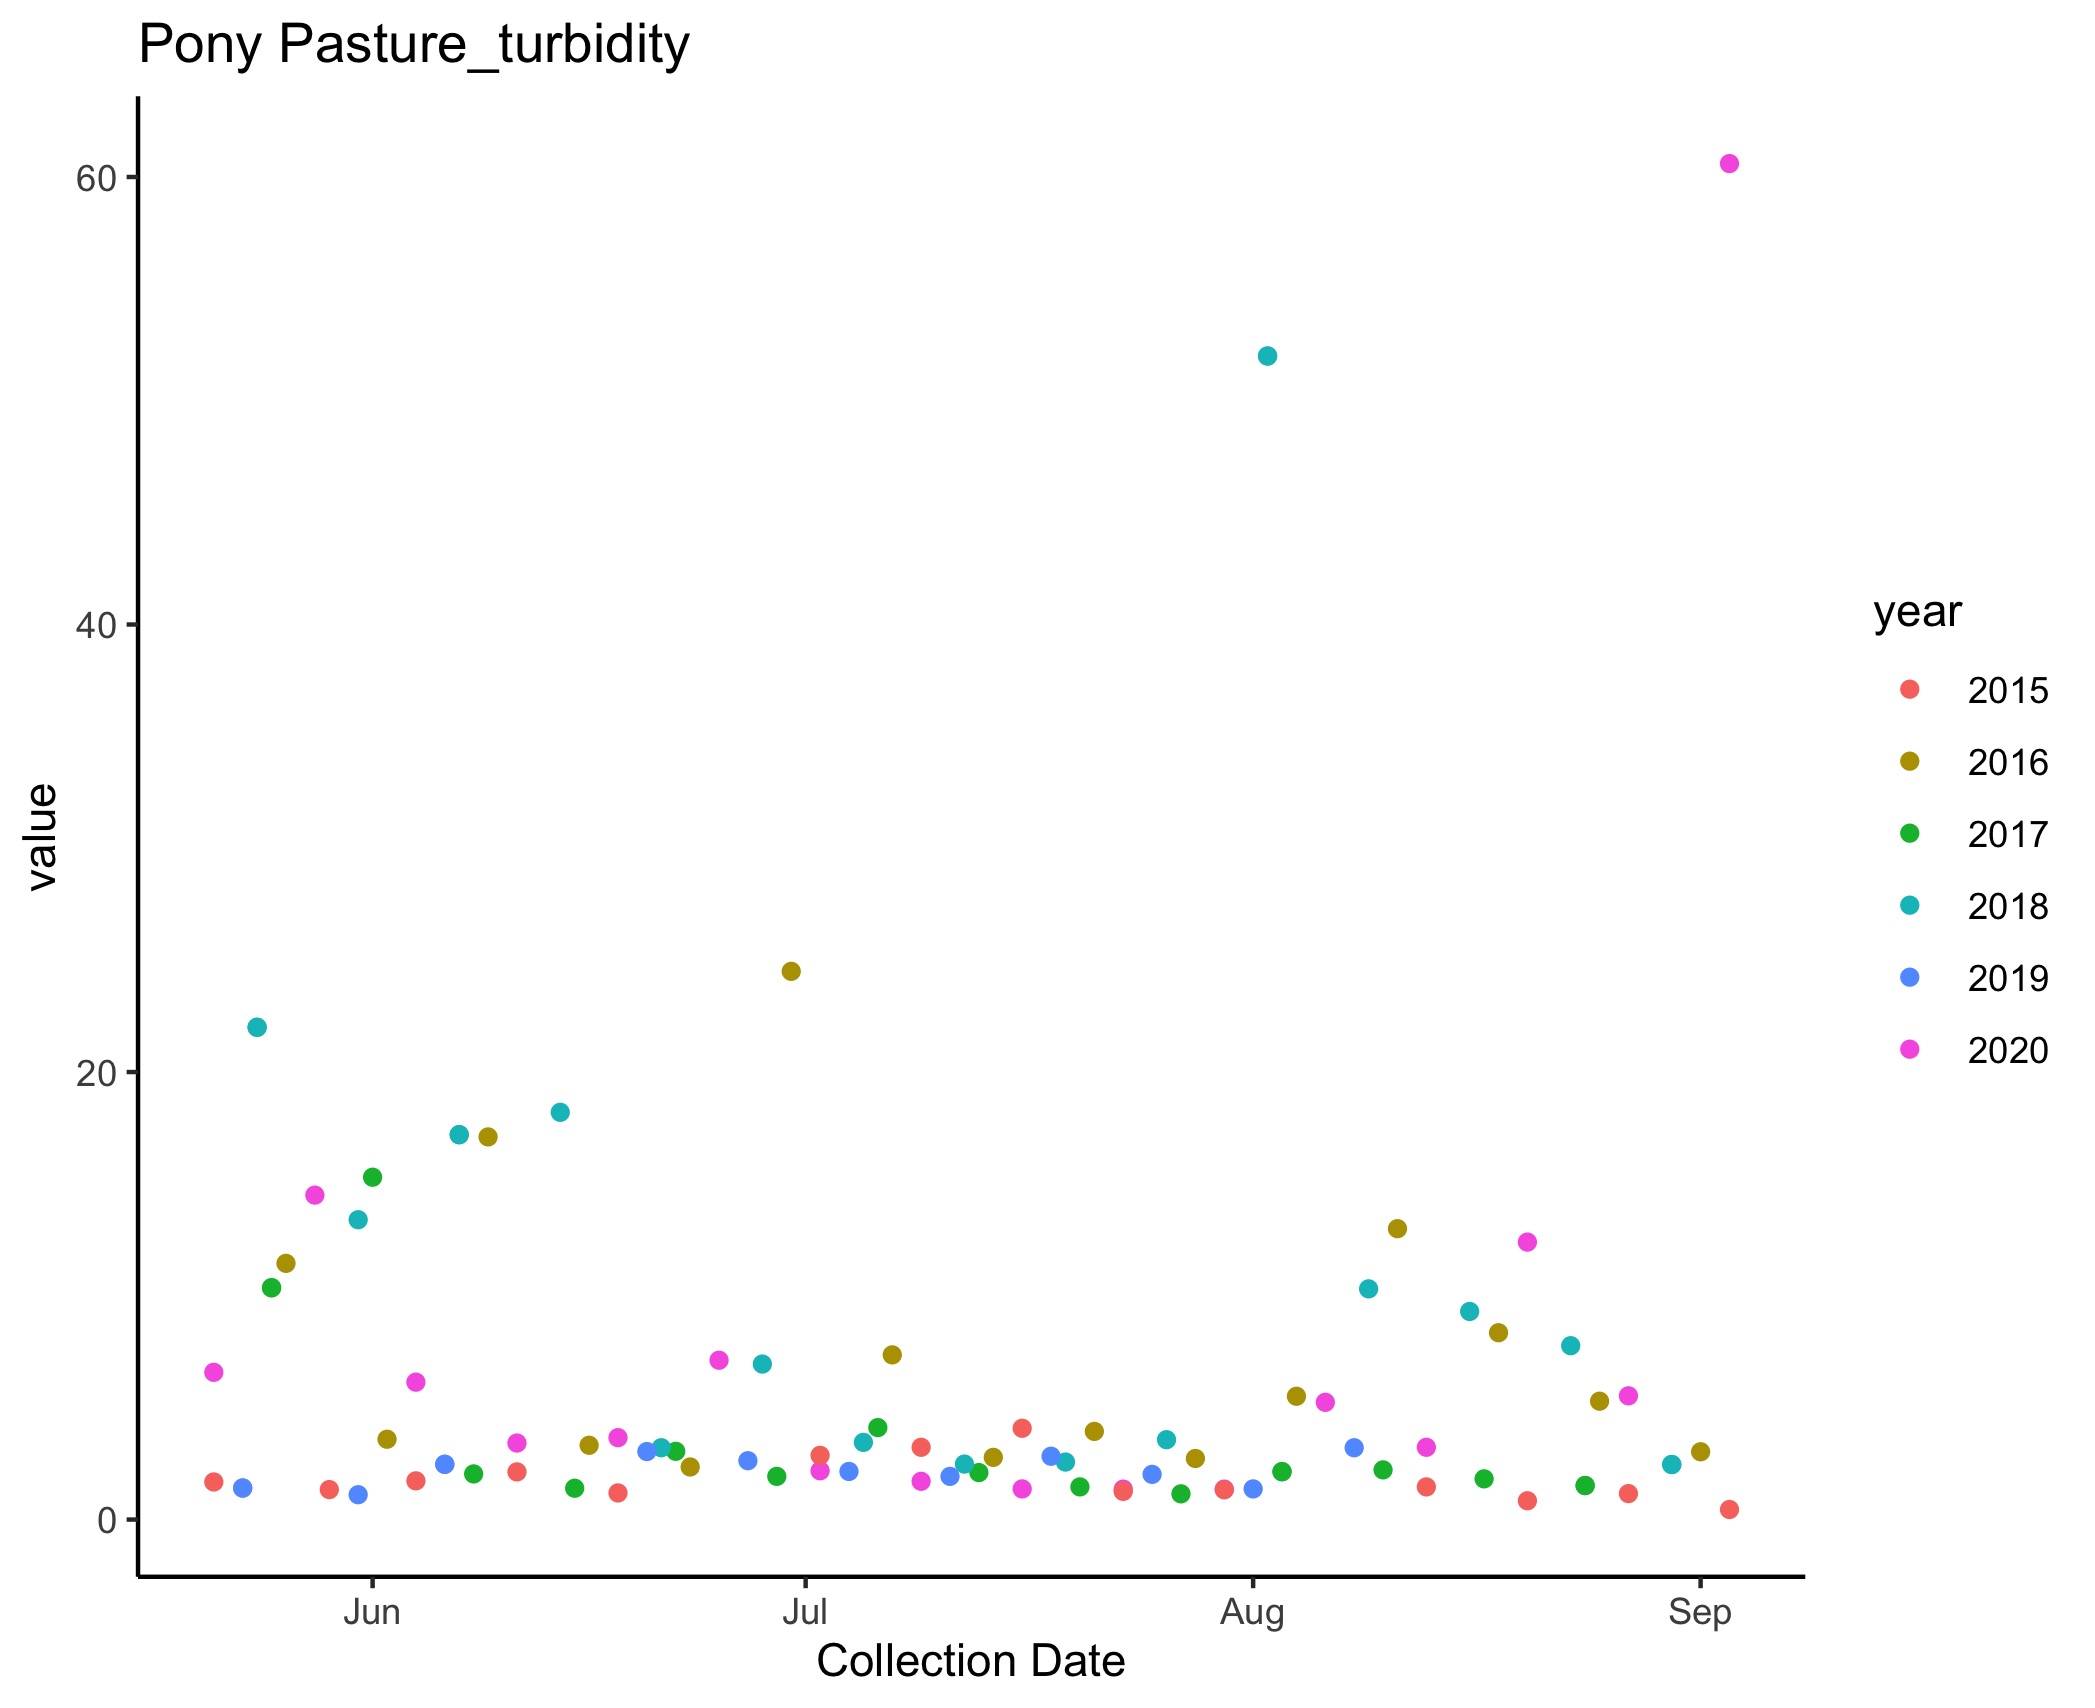 Pony Pasture_turbidity
60
40
20
0
value
Jun
Jul
Aug
Sep
Collection Date
year
2015
2016
2017
2018
2019
2020